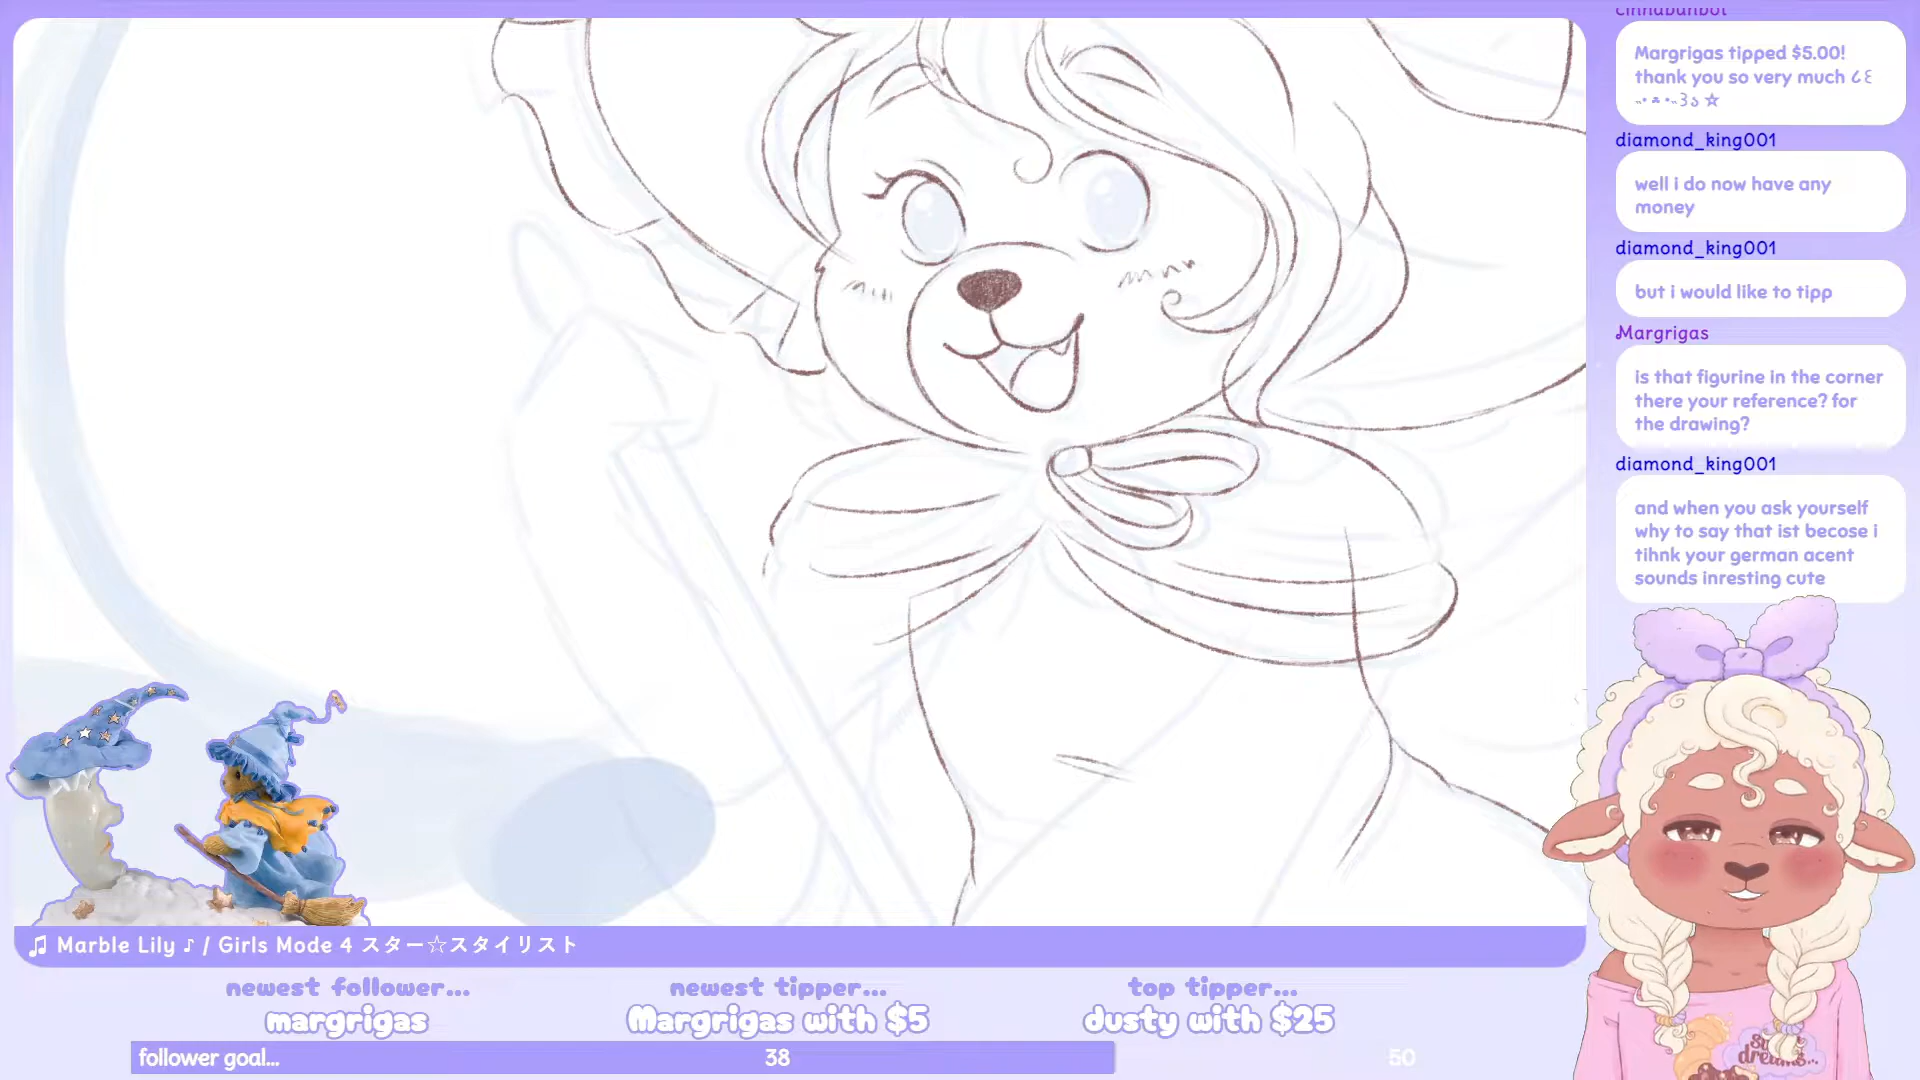 cinnabunbot
Margrigas tipped $5.00!
thank you so very much
diamond_king001
well i do now have any
money
diamond_king001
but i would like to tipp
Margrigas
is that figurine in the corner
there your reference? for
the drawing?
diamond_king001
and when you ask yourself
why to say that ist becose i
tihnk your german acent
sounds inresting cute
♫ Marble Lily ♪ / Girls Mode 4 スター☆スタイリスト
newest follower...
margrigas
newest tipper...
Margrigas with $5
top tipper...
dusty with $25
follower goal...
38
50
dreams...